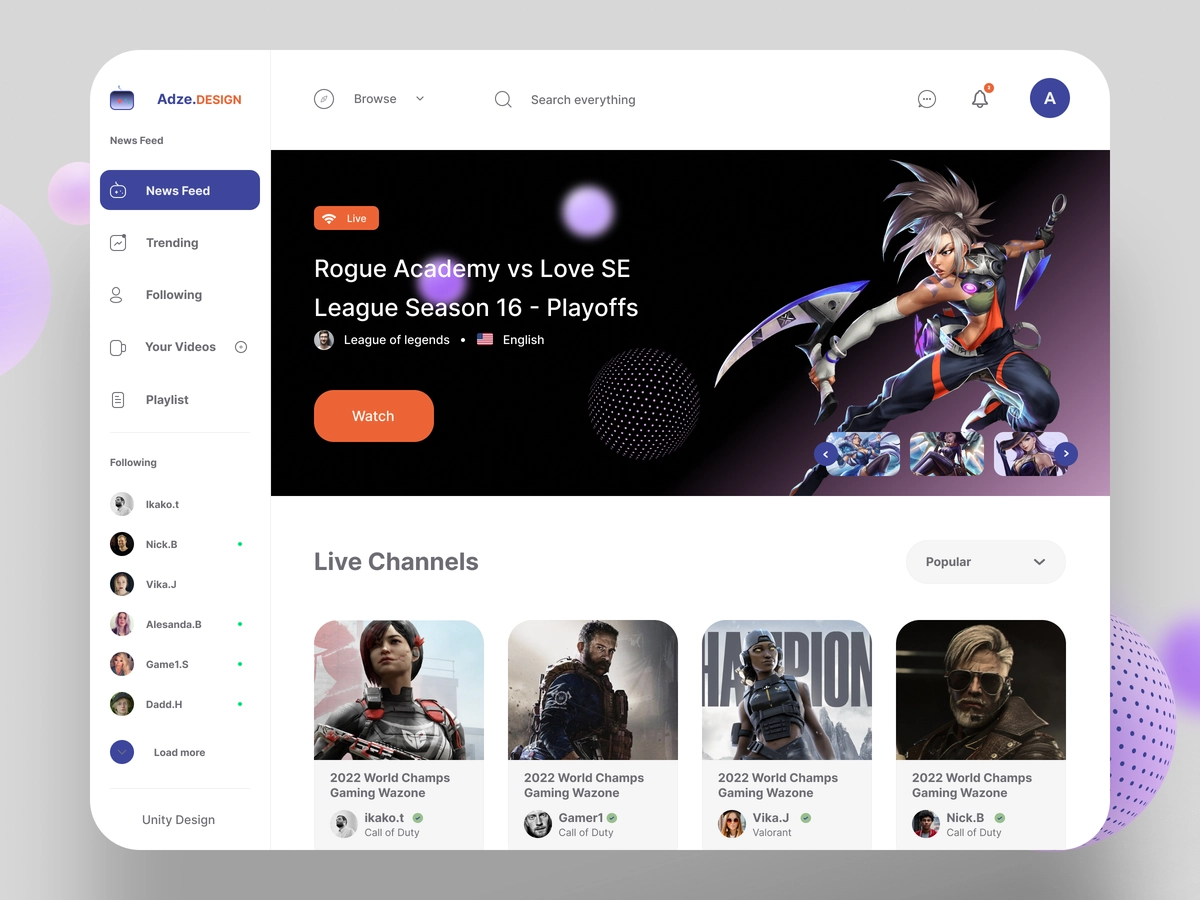 Adze.DESIGN
News Feed
News Feed
Trending
Following
Your Videos
Playlist
Following
Ikako.t
Nick.B
Vika.J
Alesanda.B
Game1.S
Dadd.H
Load more
Unity Design
Browse
Search everything
A
Live
Rogue Academy vs Love SE
League Season 16 - Playoffs
League of legends • English
Watch
Live Channels
Popular
HAMPION
2022 World Champs
Gaming Wazone
ikako.t
Call of Duty
2022 World Champs
Gaming Wazone
Gamer1
Call of Duty
2022 World Champs
Gaming Wazone
Vika.J
Valorant
2022 World Champs
Gaming Wazone
Nick.B
Call of Duty